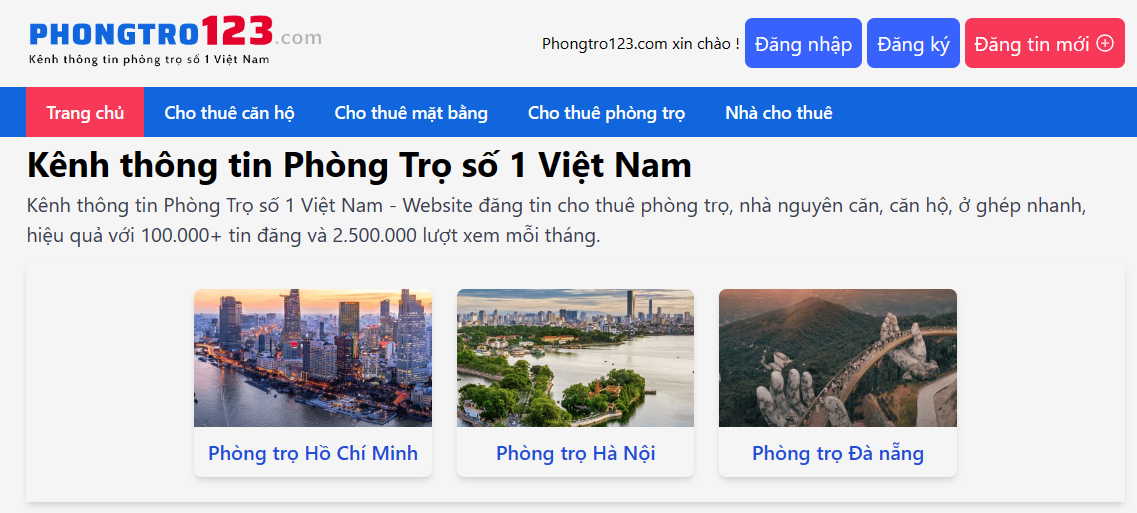 PHONGTRO123.com
Kênh thông tin phòng trọ số 1 Việt Nam
Phongtro123.com xin chào !
Đăng nhập
Đăng ký
Đăng tin mới
Trang chủ
Cho thuê căn hộ
Cho thuê mặt bằng
Cho thuê phòng trọ
Nhà cho thuê
Kênh thông tin Phòng Trọ số 1 Việt Nam
Kênh thông tin Phòng Trọ số 1 Việt Nam - Website đăng tin cho thuê phòng trọ, nhà nguyên căn, căn hộ, ở ghép nhanh,
hiệu quả với 100.000+ tin đăng và 2.500.000 lượt xem mỗi tháng.
Phòng trọ Hồ Chí Minh
Phòng trọ Hà Nội
Phòng trọ Đà nẵng